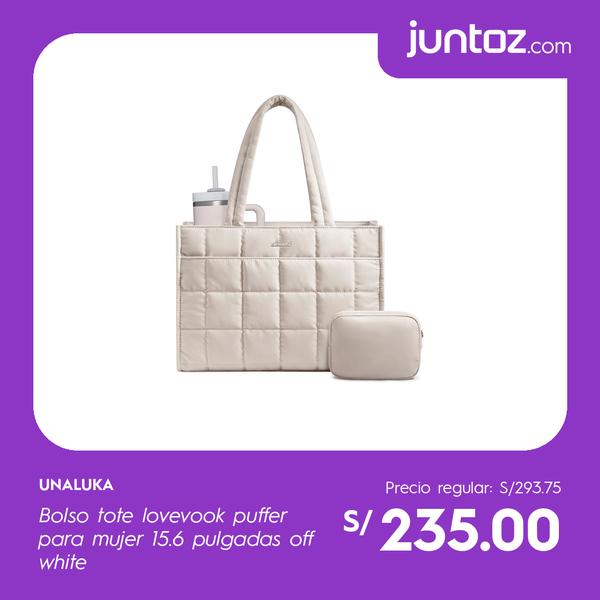 juntoz.com
UNALUKA
Bolso tote lovevook puffer
para mujer 15.6 pulgadas off
white
Precio regular: S/293.75
S/ 235.00